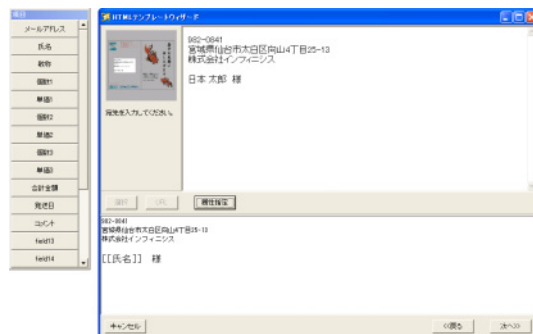 項目
メールアドレス
氏名
敬称
個数1
単価1
個数2
単価2
個数3
単価3
合計金額
発送日
コメント
field13
field14
HTMLテンプレートウィザード
宛先を入力してください。
982-0841
宮城県仙台市太白区向山4丁目25-13
株式会社インフィニシス
日本 太郎 様
選択
URL
属性指定
982-0841
宮城県仙台市太白区向山4丁目25-13
株式会社インフィニシス
[[氏名]] 様
キャンセル
<<戻る
次へ>>